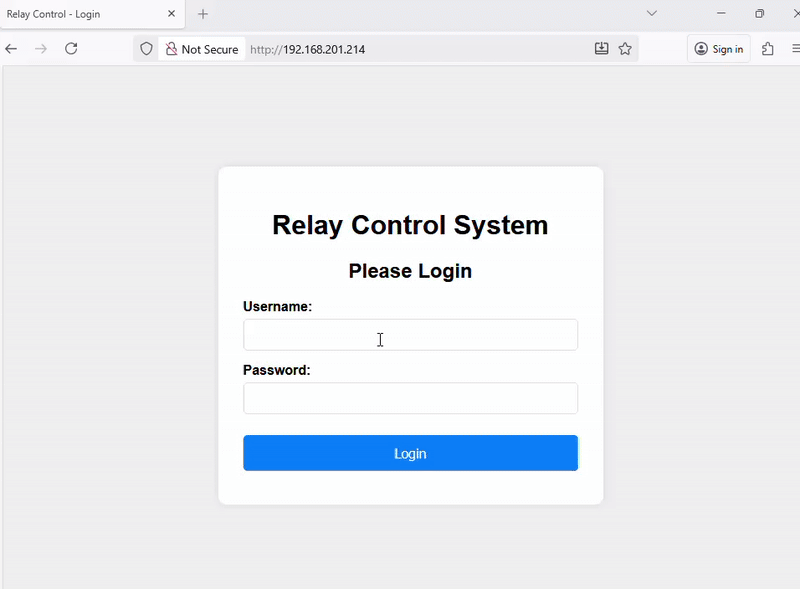 Relay Control - Login
Not Secure http://192.168.201.214 Sign in
Relay Control System
Please Login
Username:
Password:
Login